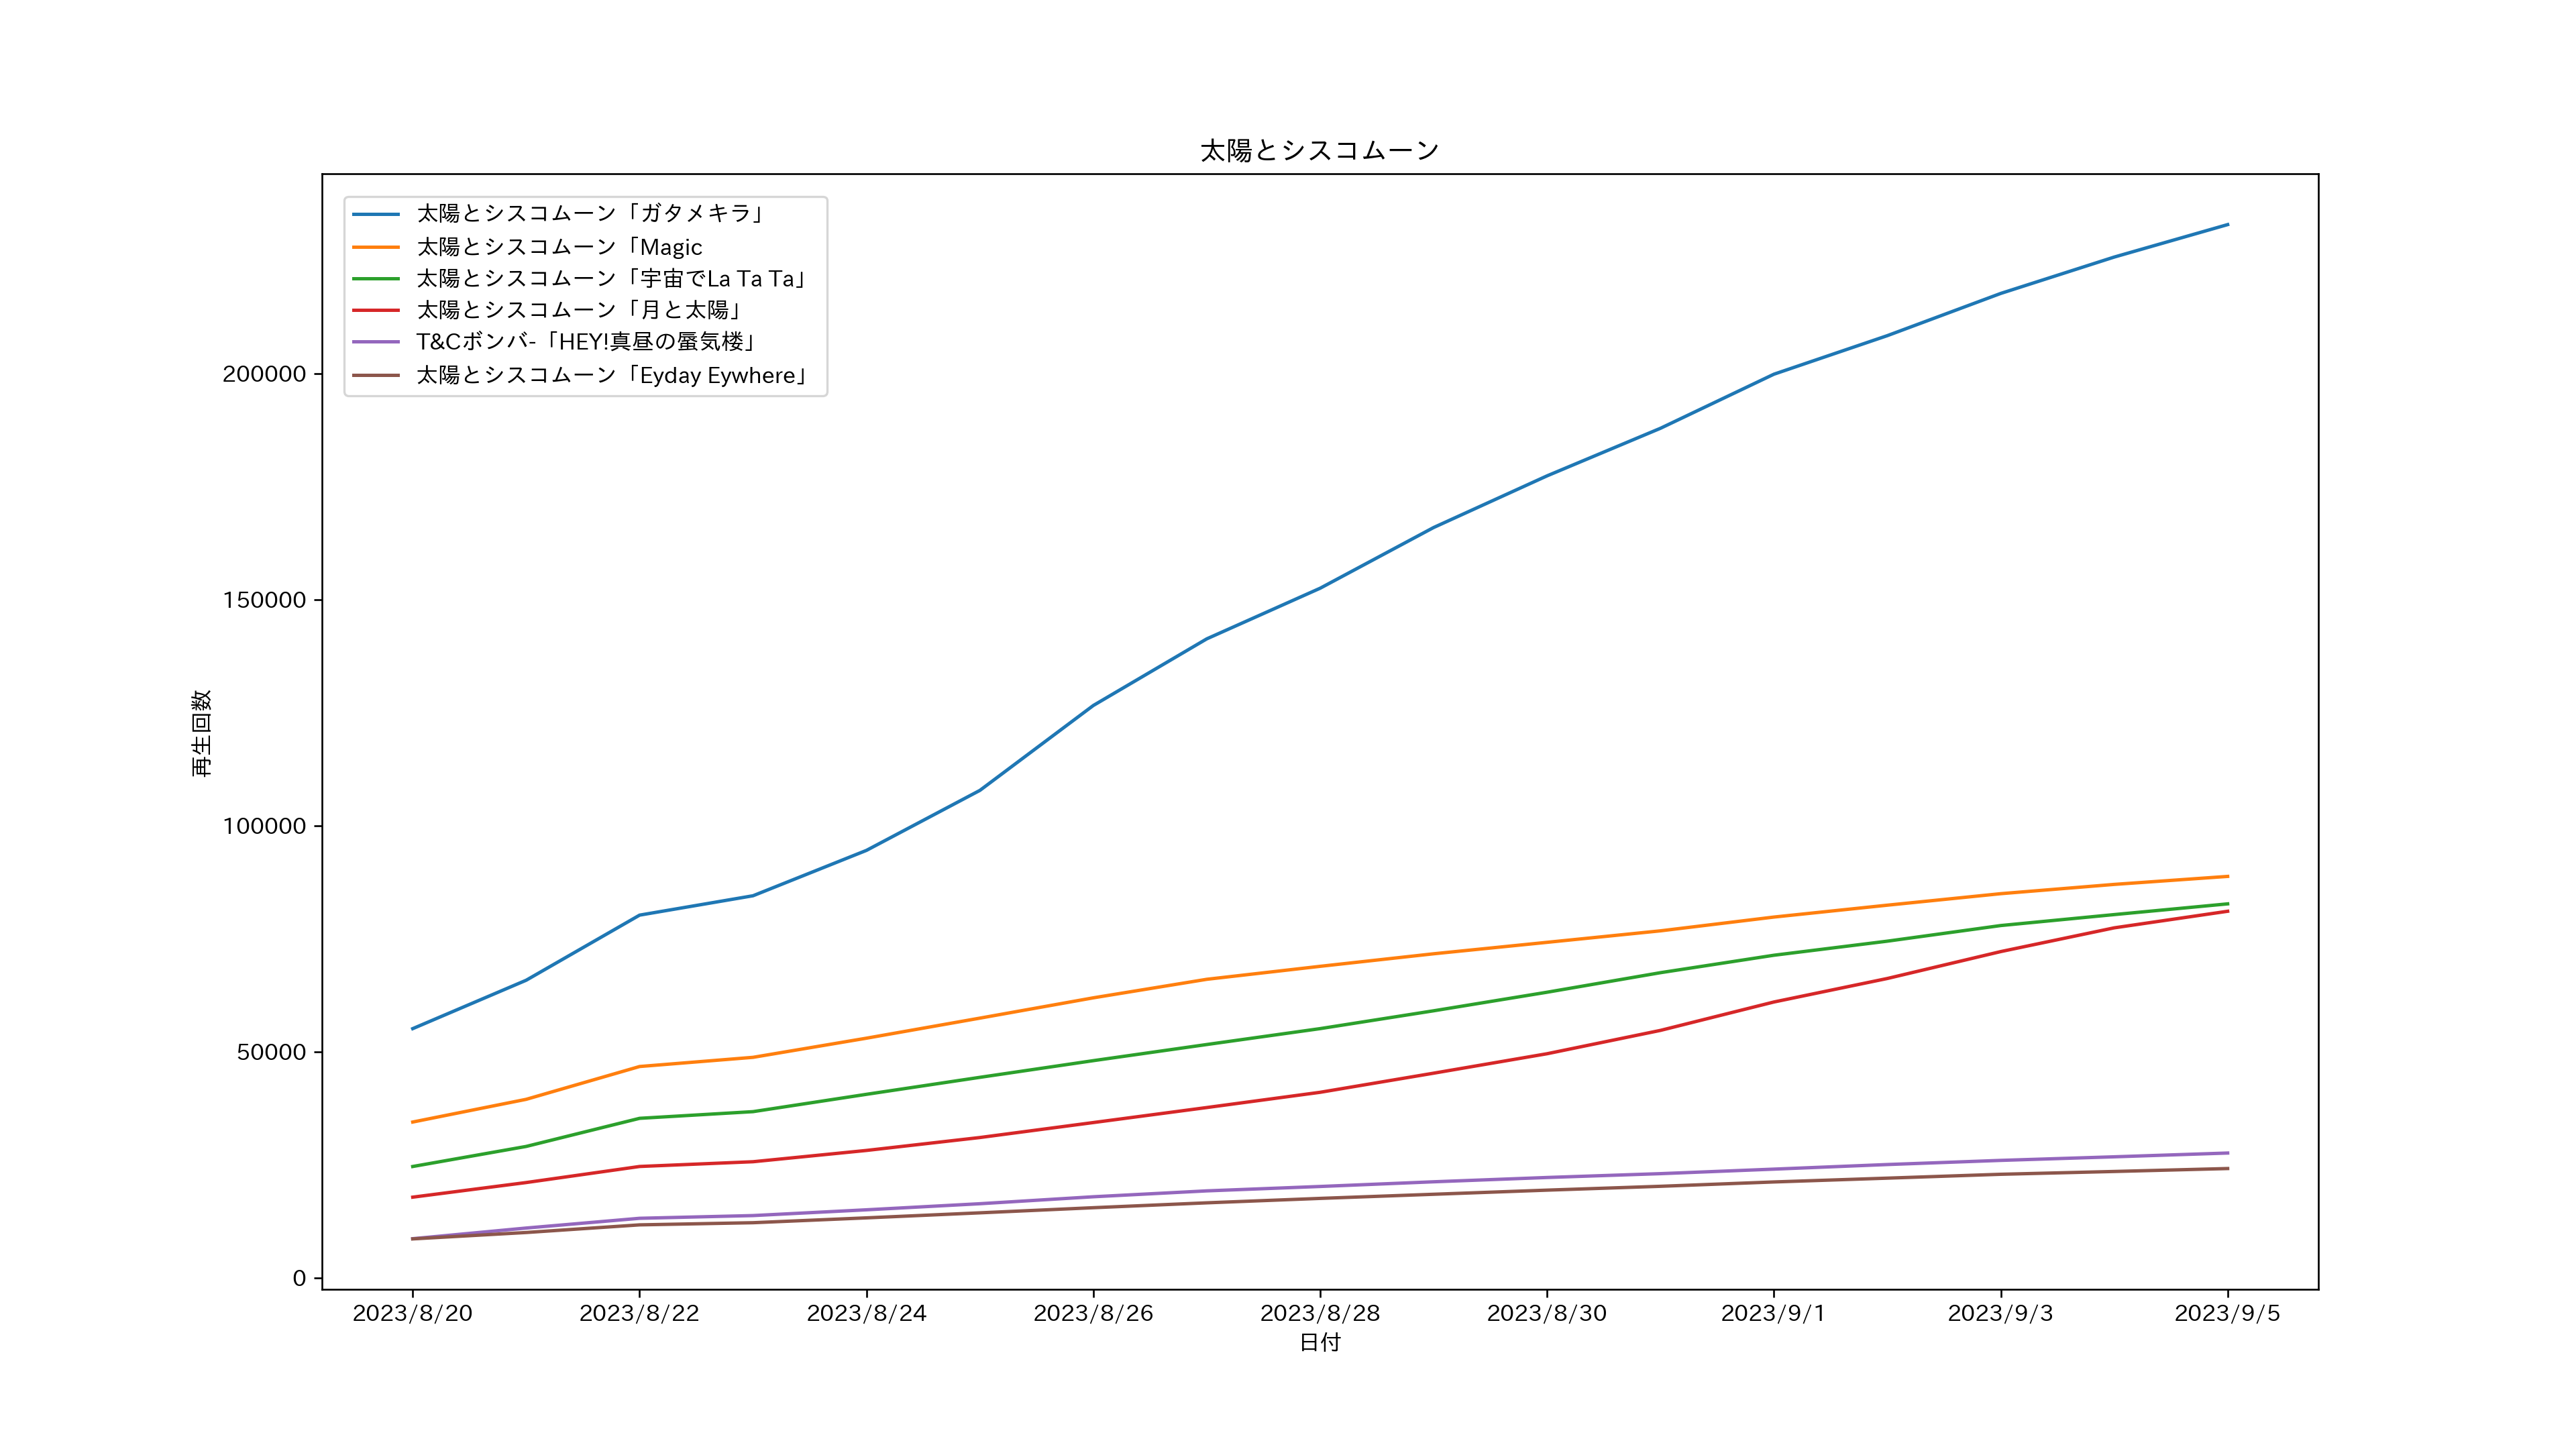 太陽とシスコムーン
太陽とシスコムーン「ガタメキラ」
太陽とシスコムーン「Magic
太陽とシスコムーン「宇宙でLa Ta Ta」
太陽とシスコムーン「月と太陽」
T&Cボンバ-「HEY!真昼の蜃気楼」
太陽とシスコムーン「Eyday Eywhere」
再生回数
200000
150000
100000
50000
0
2023/8/20 2023/8/22 2023/8/24 2023/8/26 2023/8/28 2023/8/30 2023/9/1 2023/9/3 2023/9/5
日付